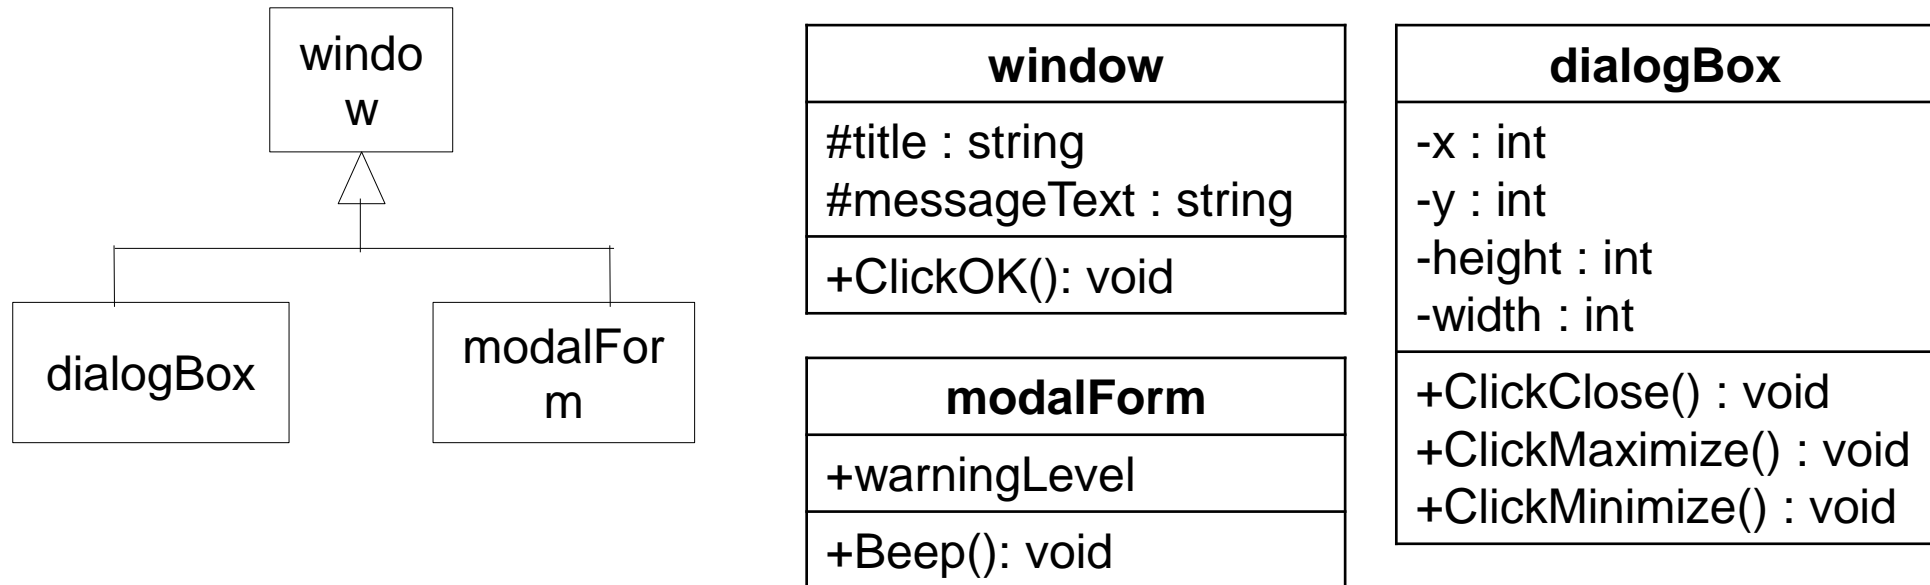 windo
w
dialogBox
modalFor
m
window
#title : string
#messageText : string
+ClickOK(): void
modalForm
+warningLevel
+Beep(): void
dialogBox
-x : int
-y : int
-height : int
-width : int
+ClickClose() : void
+ClickMaximize() : void
+ClickMinimize() : void